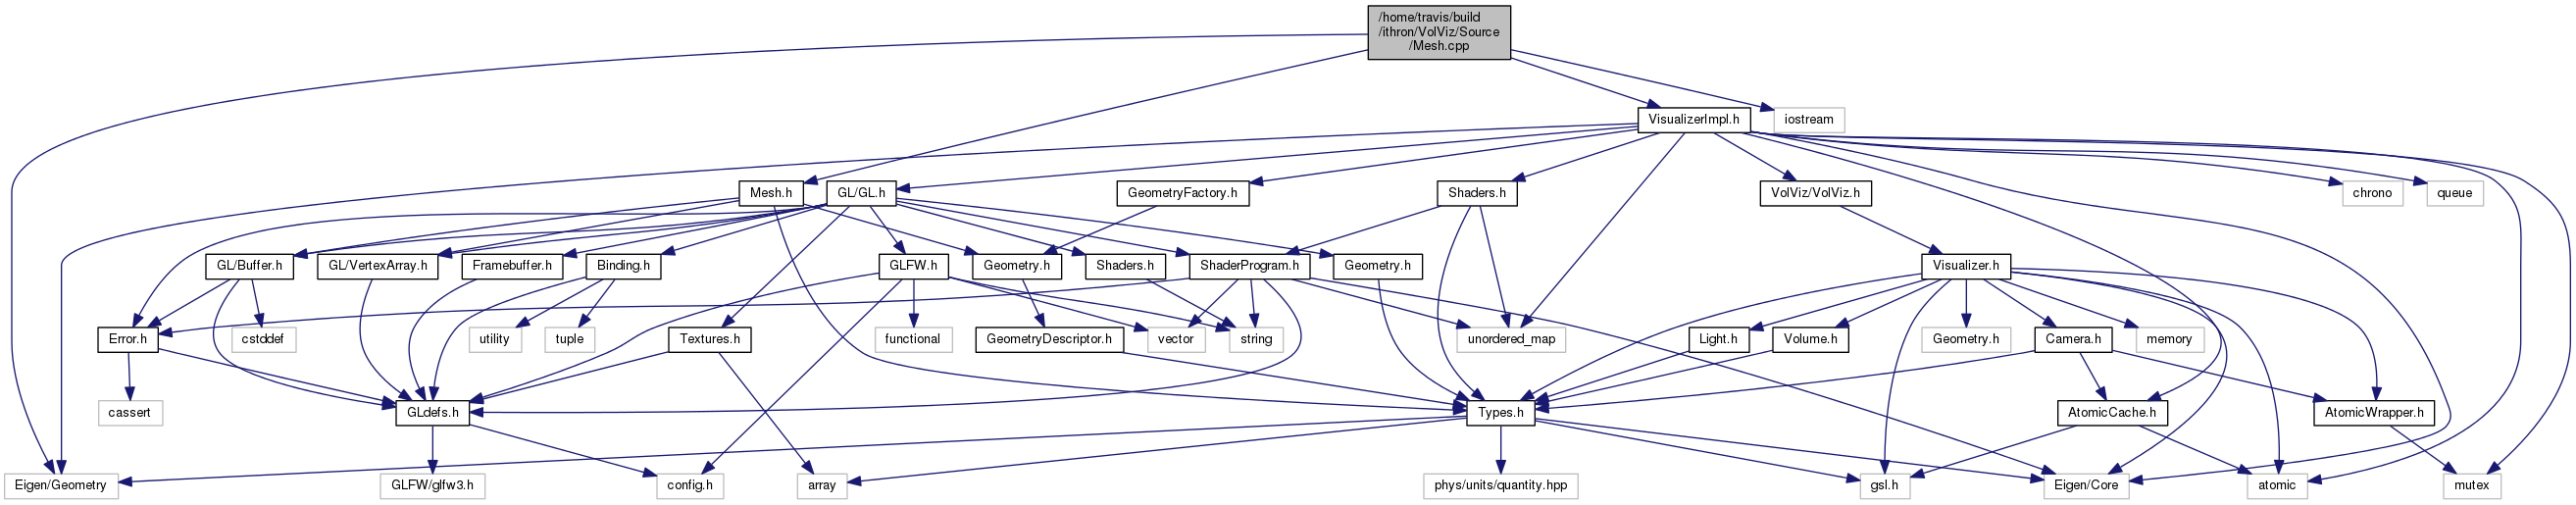 /home/travis/build
/ithron/VolViz/Source
/Mesh.cpp
VisualizerImpl.h
iostream
Mesh.h
GL/GL.h
GeometryFactory.h
Shaders.h
VolViz/VolViz.h
chrono
queue
GL/Buffer.h
GL/VertexArray.h
Framebuffer.h
Binding.h
GLFW.h
Geometry.h
Shaders.h
ShaderProgram.h
Geometry.h
Visualizer.h
Error.h
cstddef
utility
tuple
Textures.h
functional
GeometryDescriptor.h
vector
string
unordered_map
Light.h
Volume.h
Geometry.h
Camera.h
memory
cassert
GLdefs.h
Types.h
AtomicCache.h
AtomicWrapper.h
Eigen/Geometry
GLFW/glfw3.h
config.h
array
phys/units/quantity.hpp
gsl.h
Eigen/Core
atomic
mutex